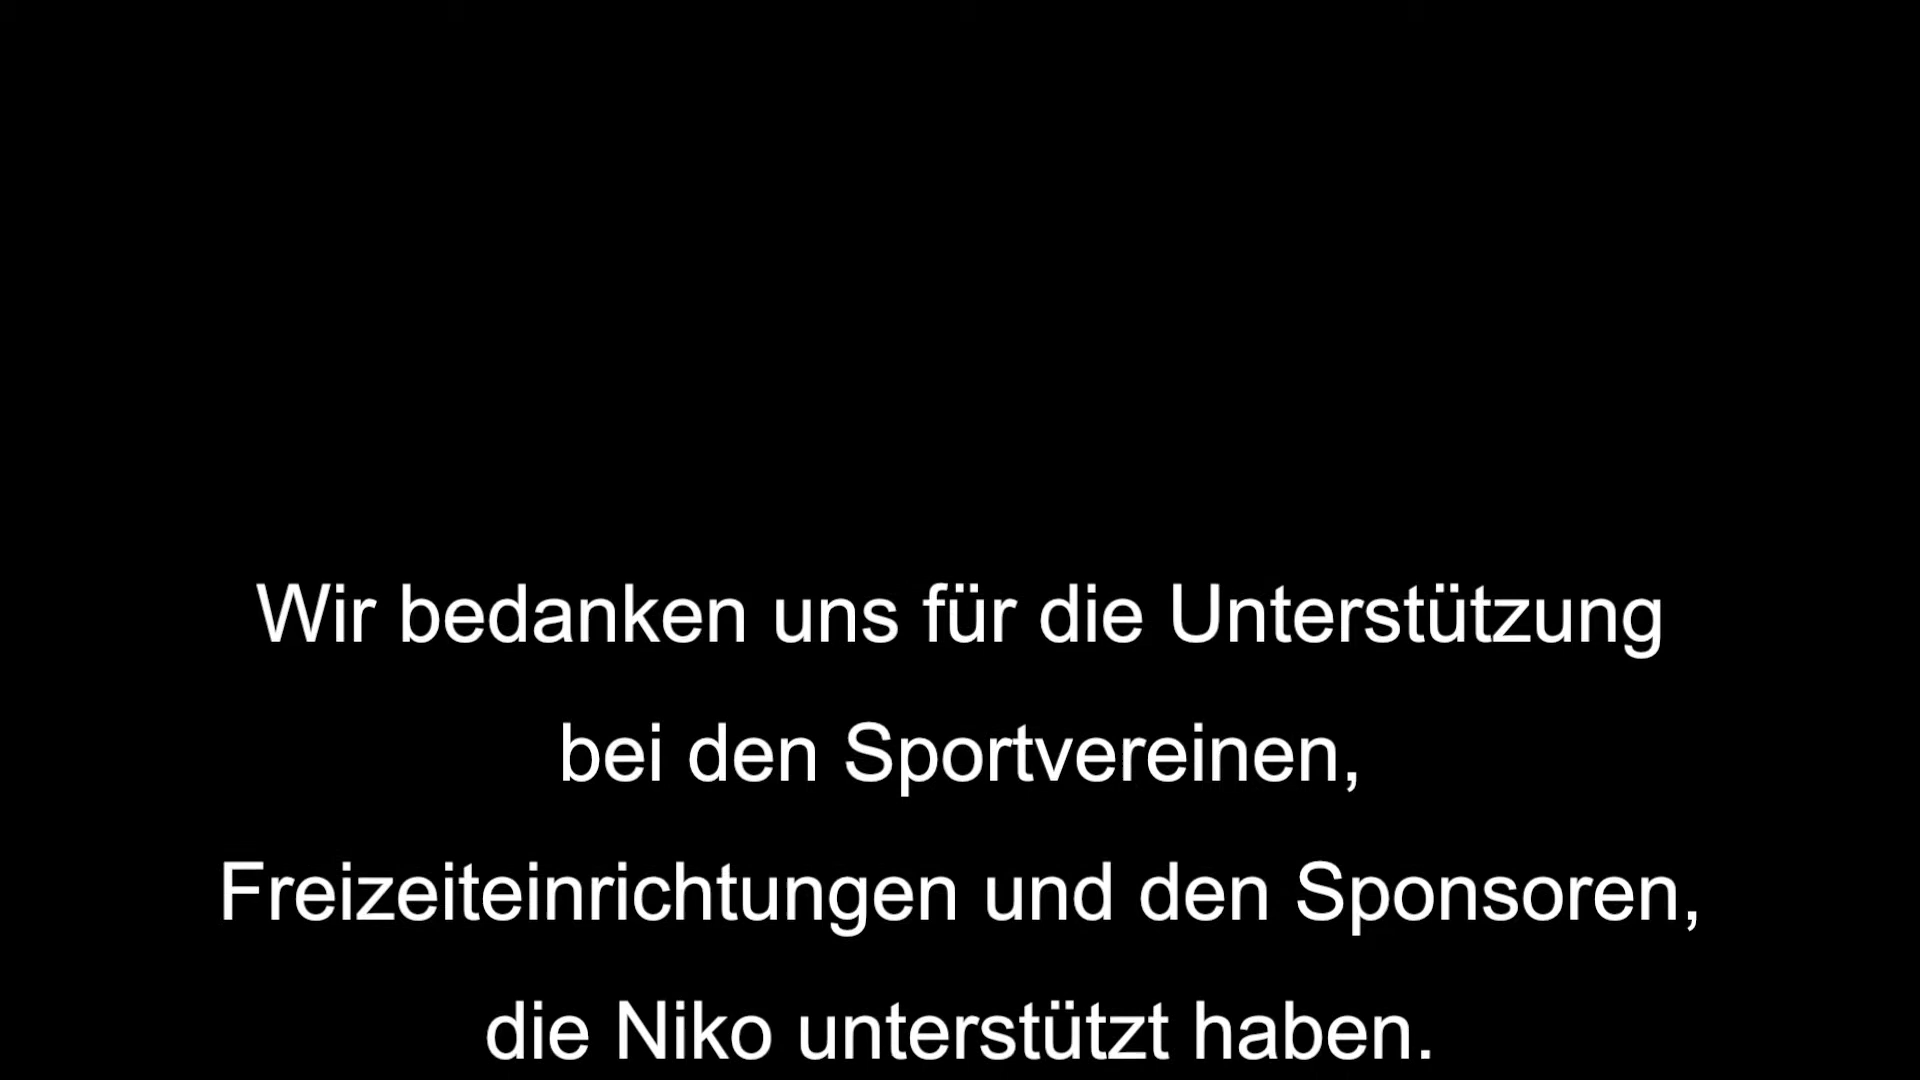 Wir bedanken uns für die Unterstützung
bei den Sportvereinen,
Freizeiteinrichtungen und den Sponsoren,
die Niko unterstützt haben.